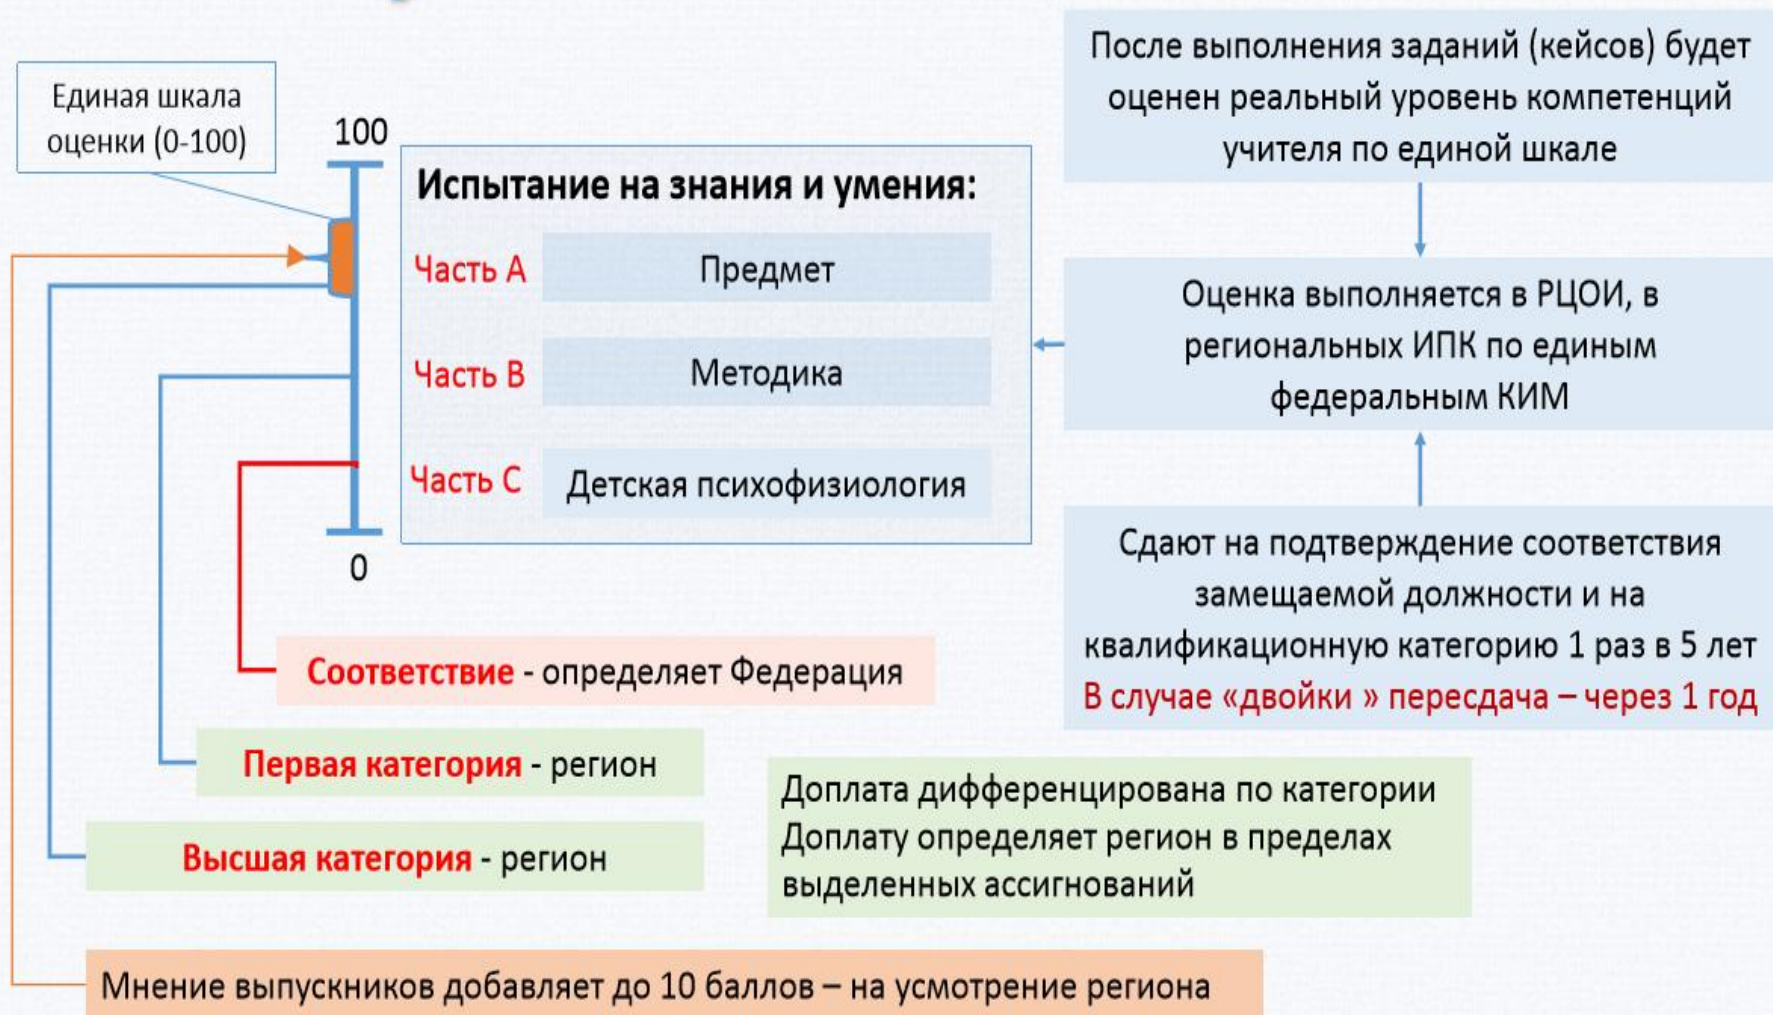 Единая шкала
оценки (0-100)
100
Испытание на знания и умения:
Часть А Предмет
Часть В Методика
Часть С Детская психофизиология
0
Соответствие - определяет Федерация
Первая категория - регион
Высшая категория - регион
Мнение выпускников добавляет до 10 баллов – на усмотрение региона
После выполнения заданий (кейсов) будет
оценен реальный уровень компетенций
учителя по единой шкале
Оценка выполняется в РЦОИ, в
региональных ИПК по единым
федеральным КИМ
Сдают на подтверждение соответствия
замещаемой должности и на
квалификационную категорию 1 раз в 5 лет
В случае «двойки » пересдача – через 1 год
Доплата дифференцирована по категории
Доплату определяет регион в пределах
выделенных ассигнований